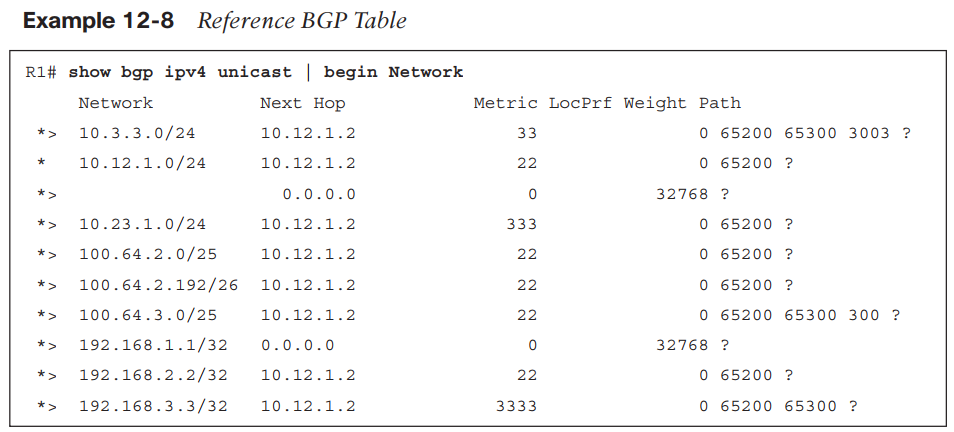 Example 12-8 Reference BGP Table
R1# show bgp ipv4 unicast | begin Network
Network Next Hop Metric LocPrf Weight Path
*> 10.3.3.0/24 10.12.1.2 33 0 65200 65300 3003 ?
* 10.12.1.0/24 10.12.1.2 22 0 65200 ?
*> 0.0.0.0 0 32768 ?
*> 10.23.1.0/24 10.12.1.2 333 0 65200 ?
*> 100.64.2.0/25 10.12.1.2 22 0 65200 ?
*> 100.64.2.192/26 10.12.1.2 22 0 65200 ?
*> 100.64.3.0/25 10.12.1.2 22 0 65200 65300 300 ?
*> 192.168.1.1/32 0.0.0.0 0 32768 ?
*> 192.168.2.2/32 10.12.1.2 22 0 65200 ?
*> 192.168.3.3/32 10.12.1.2 3333 0 65200 65300 ?